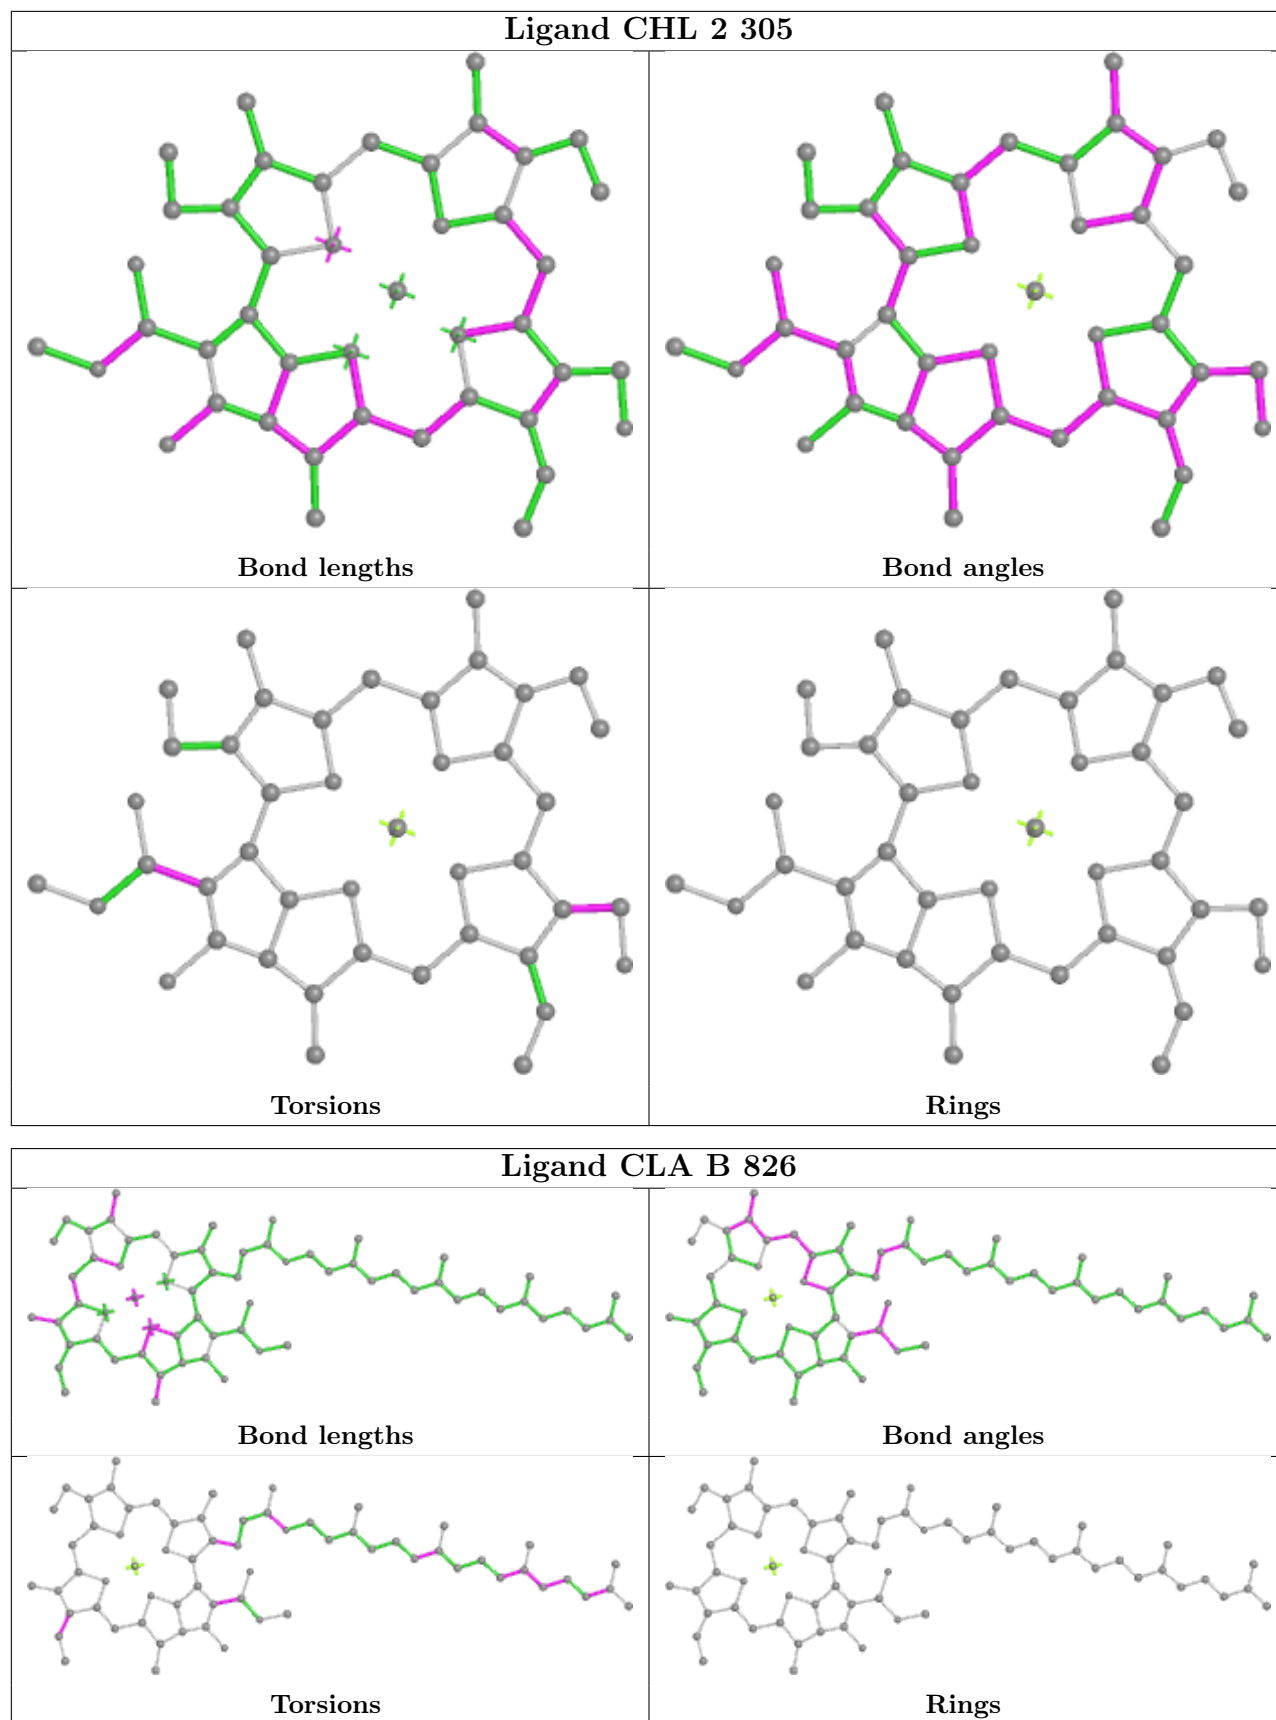 Ligand CHL 2 305
Bond lengths
Bond angles
Torsions
Rings
Ligand CLA B 826
Bond lengths
Bond angles
Torsions
Rings